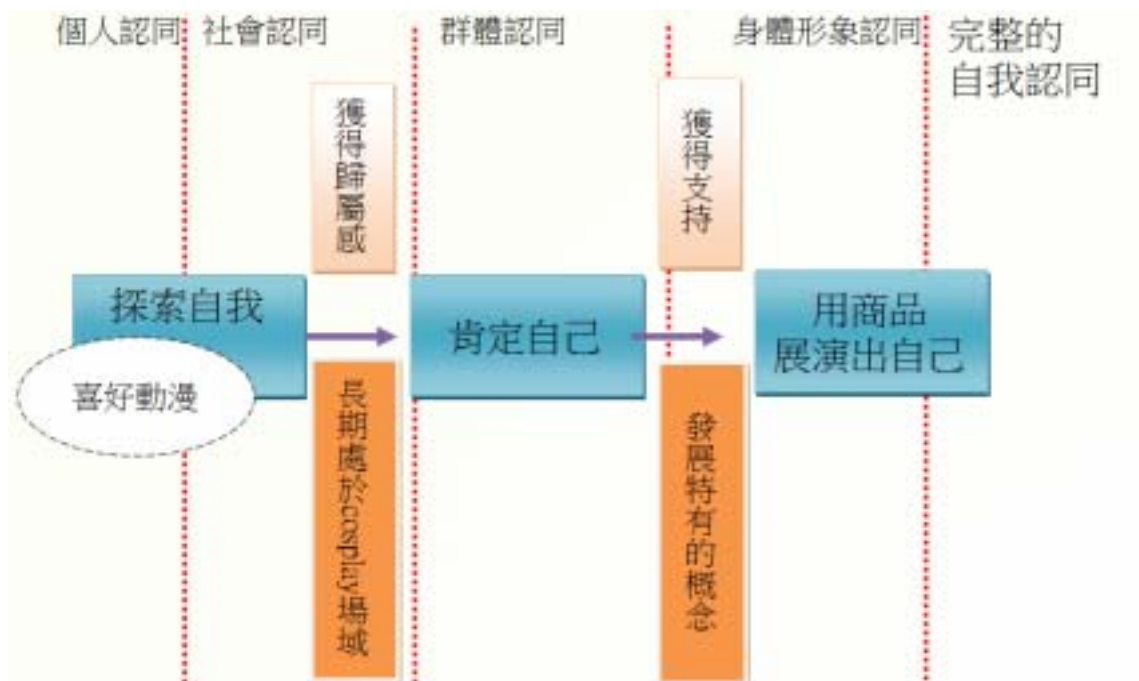 個人認同
社會認同
群體認同
身體形象認同
完整的
自我認同
獲得歸屬感
獲得支持
探索自我
喜好動漫
肯定自己
用商品
展演出自己
長期處於cosplay場域
發展特有的概念